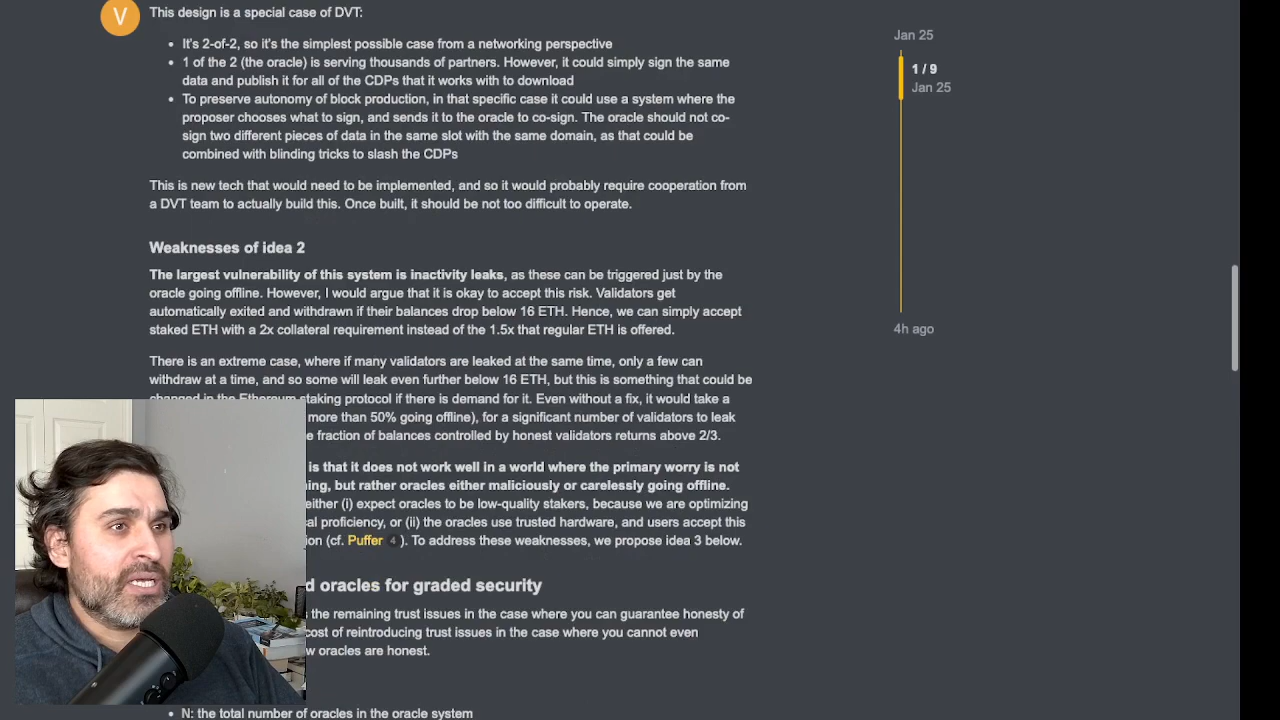 V
This design is a special case of DVT:
• It's 2-of-2, so it's the simplest possible case from a networking perspective
• 1 of the 2 (the oracle) is serving thousands of partners. However, it could simply sign the same
data and publish it for all of the CDPs that it works with to download
• To preserve autonomy of block production, in that specific case it could use a system where the
proposer chooses what to sign, and sends it to the oracle to co-sign. The oracle should not co-
sign two different pieces of data in the same slot with the same domain, as that could be
combined with blinding tricks to slash the CDPs
This is new tech that would need to be implemented, and so it would probably require cooperation from
a DVT team to actually build this. Once built, it should be not too difficult to operate.
Weaknesses of idea 2
The largest vulnerability of this system is inactivity leaks, as these can be triggered just by the
oracle going offline. However, I would argue that it is okay to accept this risk. Validators get
automatically exited and withdrawn if their balances drop below 16 ETH. Hence, we can simply accept
staked ETH with a 2x collateral requirement instead of the 1.5x that regular ETH is offered.
There is an extreme case, where if many validators are leaked at the same time, only a few can
withdraw at a time, and so some will leak even further below 16 ETH, but this is something that could be
changed in the Ethereum staking protocol if there is demand for it. Even without a fix, it would take a
more than 50% going offline), for a significant number of validators to leak
fraction of balances controlled by honest validators returns above 2/3.
is that it does not work well in a world where the primary worry is not
but rather oracles either maliciously or carelessly going offline.
either (i) expect oracles to be low-quality stakers, because we are optimizing
proficiency, or (ii) the oracles use trusted hardware, and users accept this
(cf. Puffer 4 ). To address these weaknesses, we propose idea 3 below.
oracles for graded security
the remaining trust issues in the case where you can guarantee honesty of
cost of reintroducing trust issues in the case where you cannot even
oracles are honest.
• N: the total number of oracles in the oracle system
Jan 25
1 / 9
Jan 25
4h ago